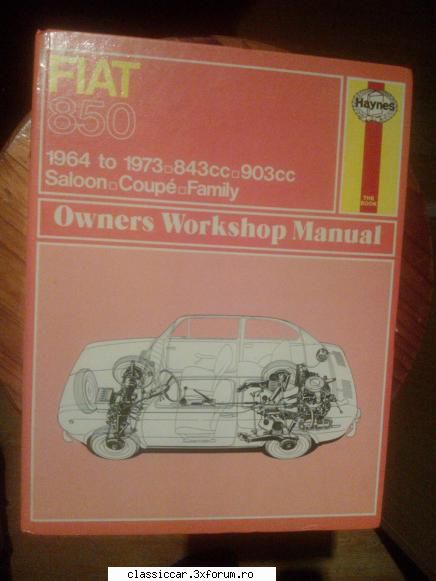 FIAT
850
1964 to 1973▫843cc▫903cc
Saloon▫Coupé▫Family
Haynes
THE
BOOK
Owners Workshop Manual
classiccar.3xforum.ro